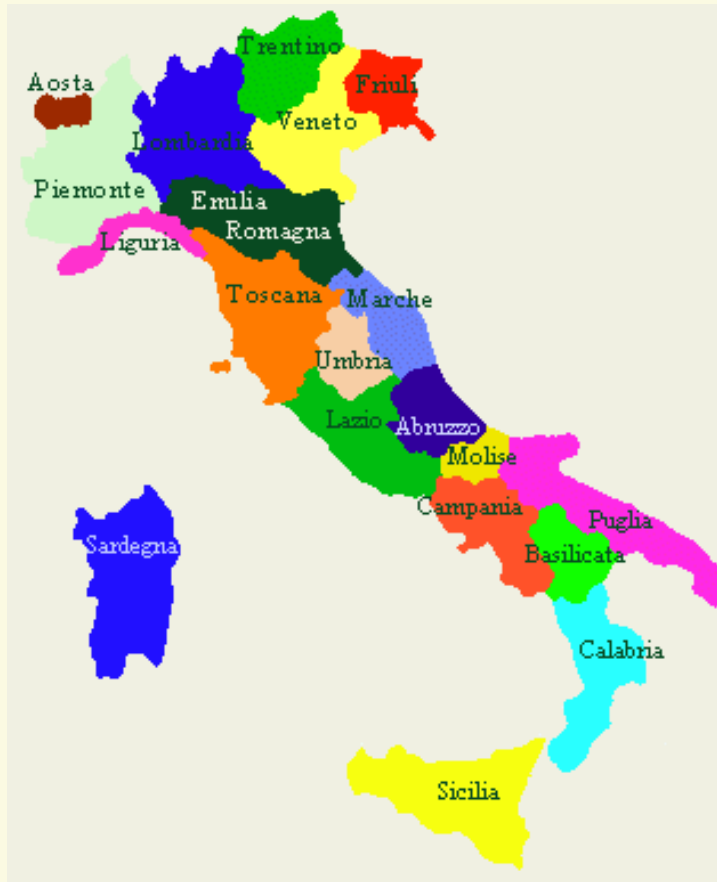 Trentino
Aosta
Friuli
Veneto
Lombardia
Piemonte
Emilia
Romagna
Liguria
Toscana
Marche
Umbria
Lazio
Abruzzo
Molise
Campania
Puglia
Sardegna
Basilicata
Calabria
Sicilia